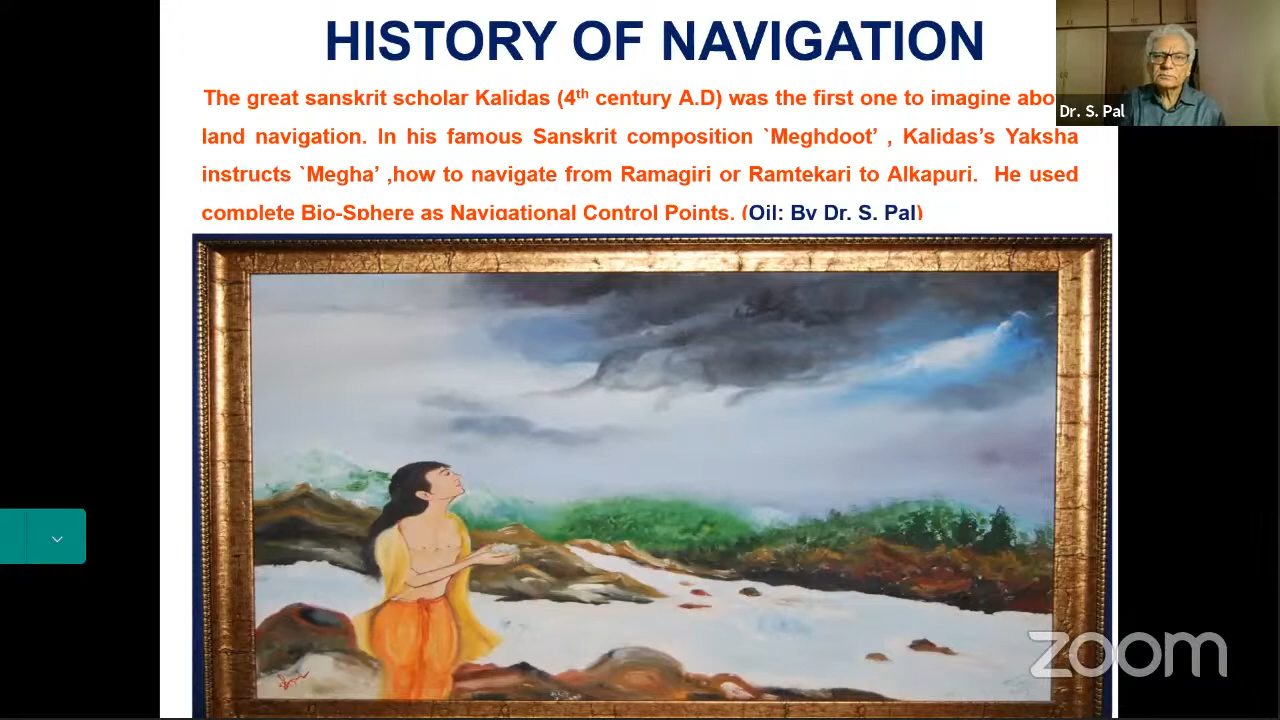 HISTORY OF NAVIGATION
The great sanskrit scholar Kalidas (4th century A.D) was the first one to imagine abo
land navigation. In his famous Sanskrit composition `Meghdoot’ , Kalidas’s Yaksha
instructs `Megha’ ,how to navigate from Ramagiri or Ramtekari to Alkapuri. He used
complete Bio-Sphere as Navigational Control Points. (Oil: By Dr. S. Pal)
Dr. S. Pal
zoom